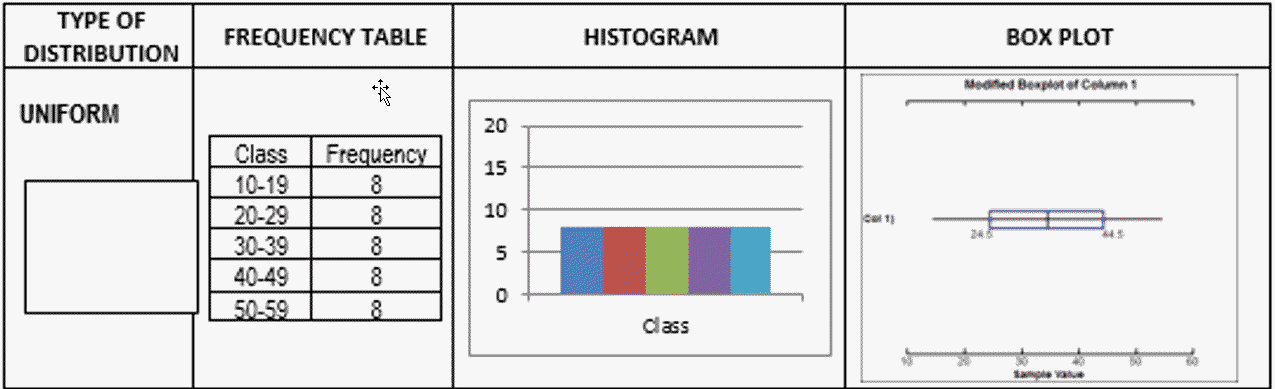 TYPE OF
DISTRIBUTION
FREQUENCY TABLE
HISTOGRAM
BOX PLOT
UNIFORM
Class Frequency
10-19 8
20-29 8
30-39 8
40-49 8
50-59 8
20
15
10
5
0
Class
Modified Boxplot of Column 1
Col 1)
24.5 44.5
10 20 30 40 50 60
Sample Value